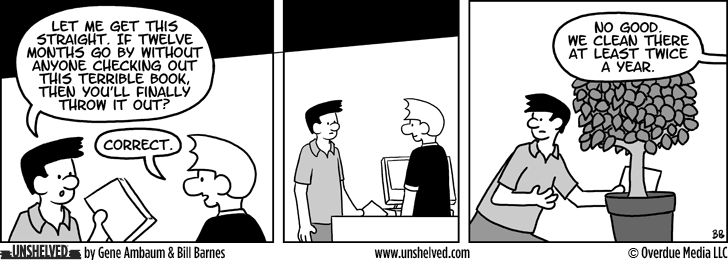 LET ME GET THIS
STRAIGHT. IF TWELVE
MONTHS GO BY WITHOUT
ANYONE CHECKING OUT
THIS TERRIBLE BOOK,
THEN YOU'LL FINALLY
THROW IT OUT?
CORRECT.
NO GOOD.
WE CLEAN THERE
AT LEAST TWICE
A YEAR.
38
UNSHELVED by Gene Ambaum & Bill Barnes
www.unshelved.com
© Overdue Media LLC